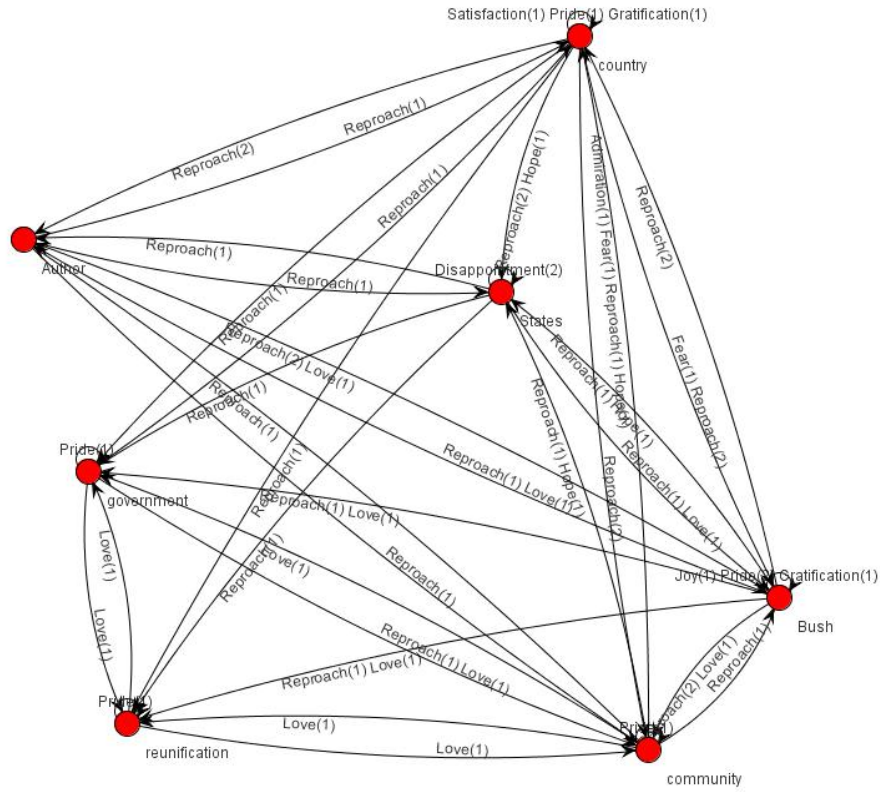 Satisfaction(1) Pride(1) Gratification(1)
country
Reproach(1)
Reproach(2)
Reproach(2) Hope(1)
Admiration(1) Fear(1) Reproach(1)
Reproach(2)
Reproach(1)
Author
Reproach(1)
Reproach(1)
Disappointment(2)
States
Reproach(1)
Reproach(2) Love(1)
Fear(1) Reproach(2)
Reproach(1)
Reproach(1)
Reproach(1)
Reproach(1) Hope(1)
Reproach(1) Love(1)
Pride(1)
government
Reproach(1) Love(1)
Reproach(1) Love(1)
Reproach(1)
Reproach(2)
Love(1)
Love(1)
Reproach(1)
Reproach(1)
Joy(1)
Gratification(1)
Bush
Love(1)
Reproach(1) Love(1)
Reproach(1) Love(1)
Love(1)
Reproach(1)
reunification
Love(1)
Love(1)
community